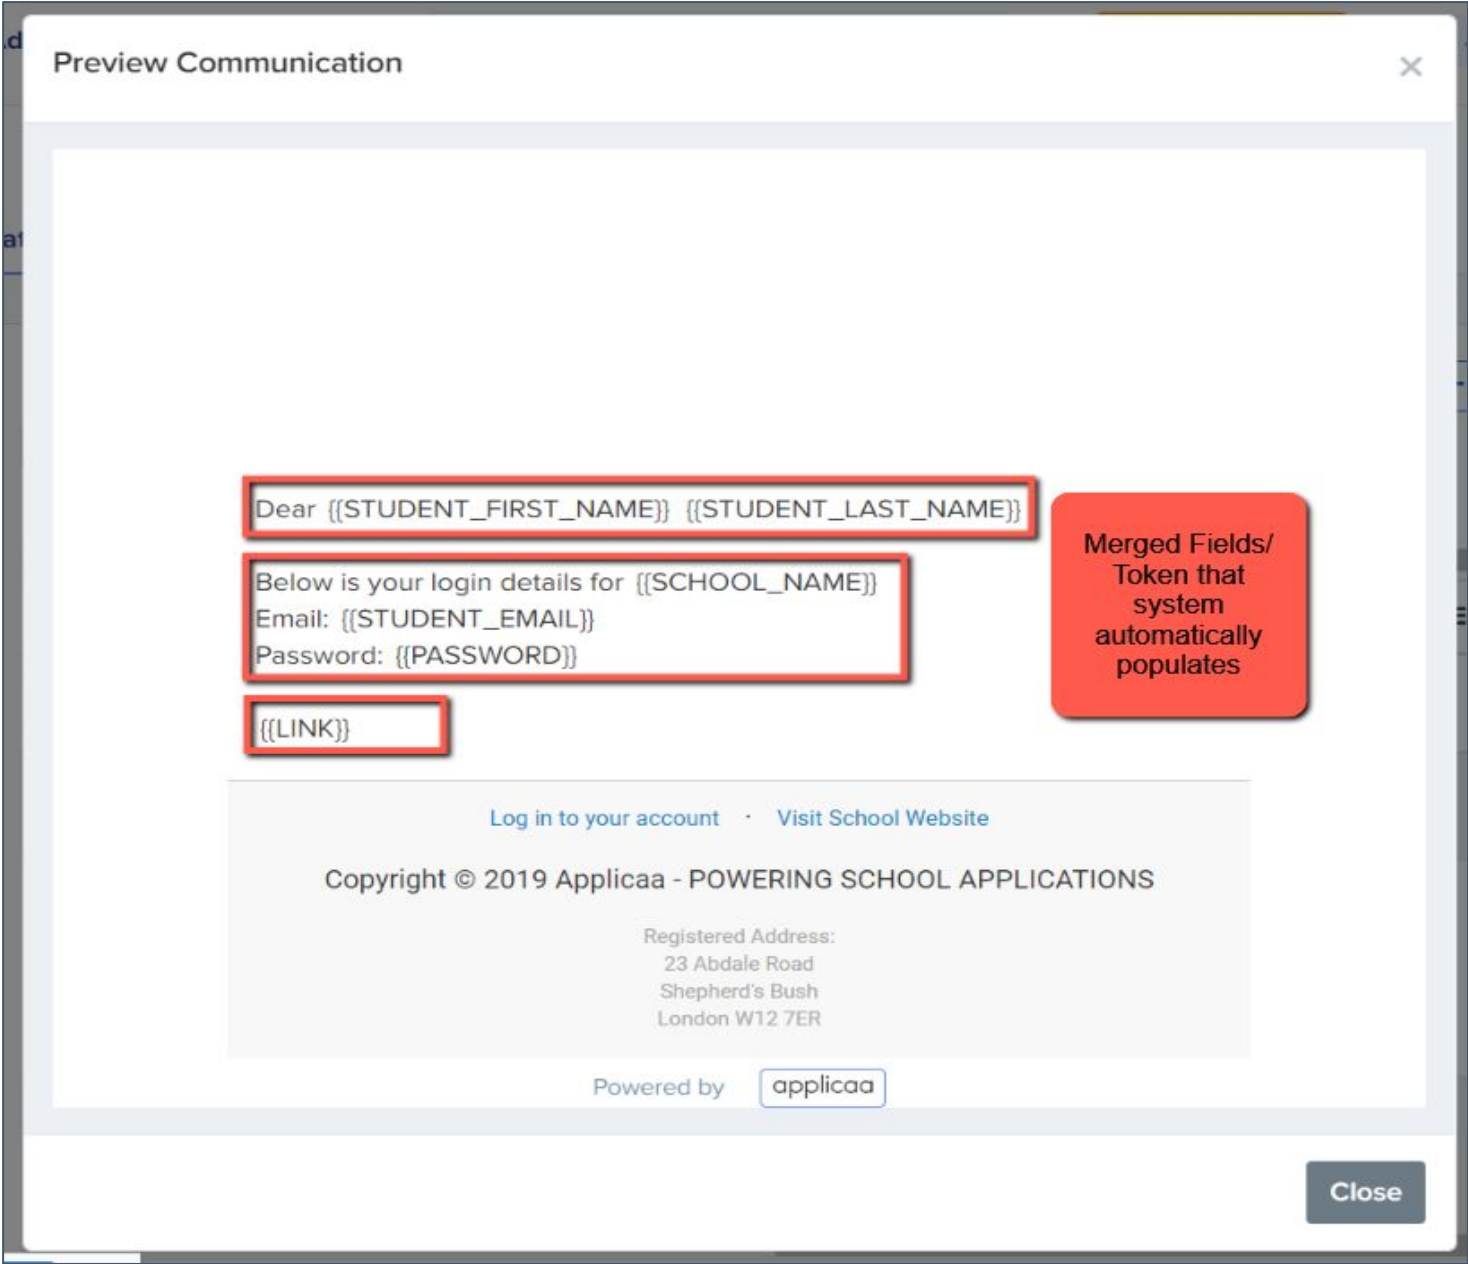 Preview Communication
×
Dear {{STUDENT_FIRST_NAME}} {{STUDENT_LAST_NAME}}
Below is your login details for {{SCHOOL_NAME}}
Email: {{STUDENT_EMAIL}}
Password: {{PASSWORD}}
{{LINK}}
Merged Fields/
Token that
system
automatically
populates
Log in to your account · Visit School Website
Copyright © 2019 Applicaa - POWERING SCHOOL APPLICATIONS
Registered Address:
23 Abdale Road
Shepherd's Bush
London W12 7ER
Powered by applicaa
Close